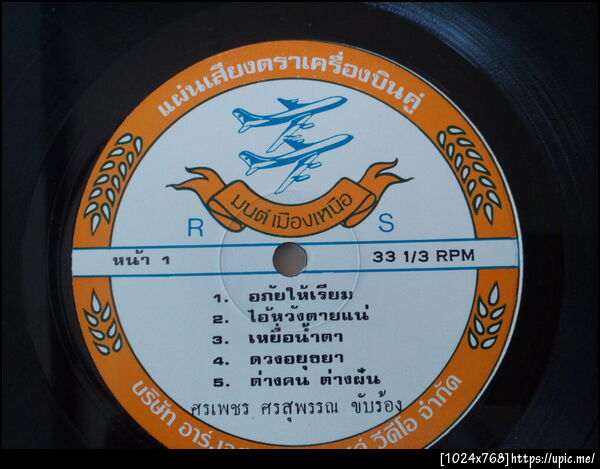 แผ่นเสียงตราเครื่องบินคู่
มนต์เมืองเหนือ
R S
หน้า 1 33 1/3 RPM
1. อภัยให้เรียม
2. ไอ้หวังตายแน่
3. เหยื่อน้ำตา
4. ดวงอยุธยา
5. ต่างคน ต่างฝัน
ศรเพชร ศรสุพรรณ ขับร้อง
บริษัท อาร์. วีดีโอ จำกัด
[1024x768]https://upic.me/